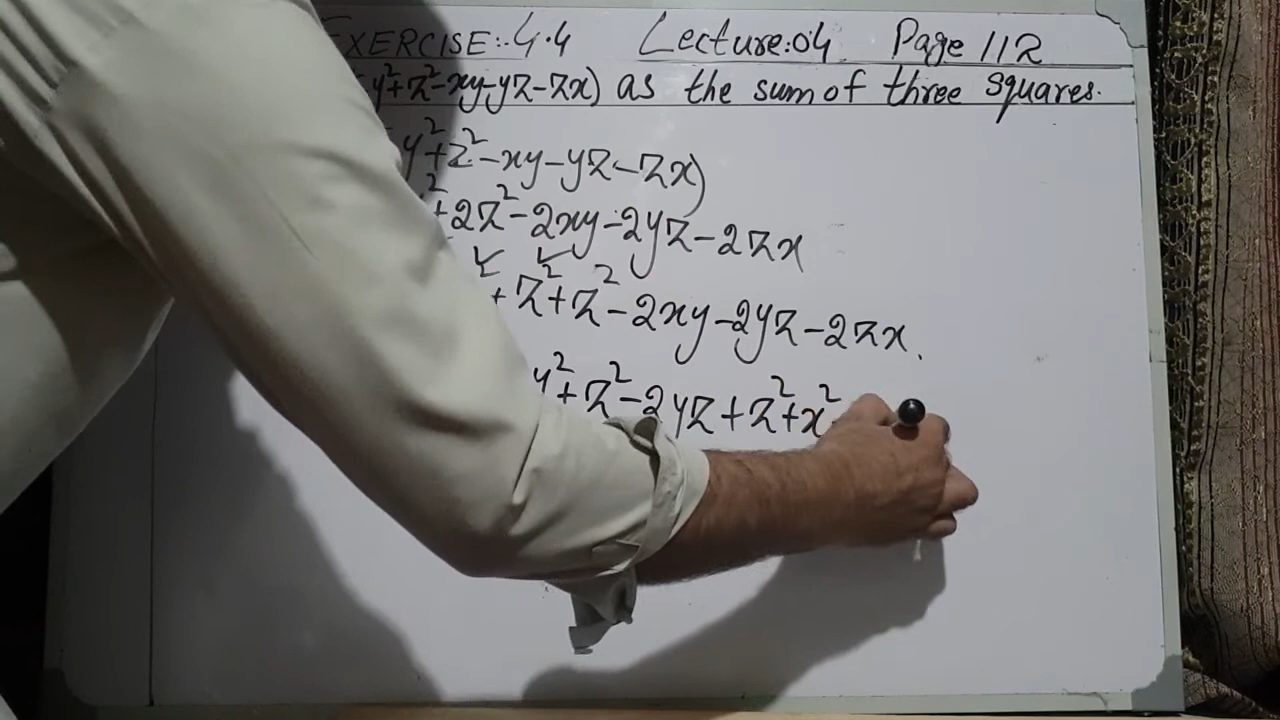 EXERCISE:-4.4 Lecture:04 Page 112
y²+z²-xy-yz-zx) as the sum of three squares.
y²+z²-xy-yz-zx)
²+2z²-2xy-2yz-2zx
+z²+z²-2xy-2yz-2zx.
y²+z²-2yz+z²+x²